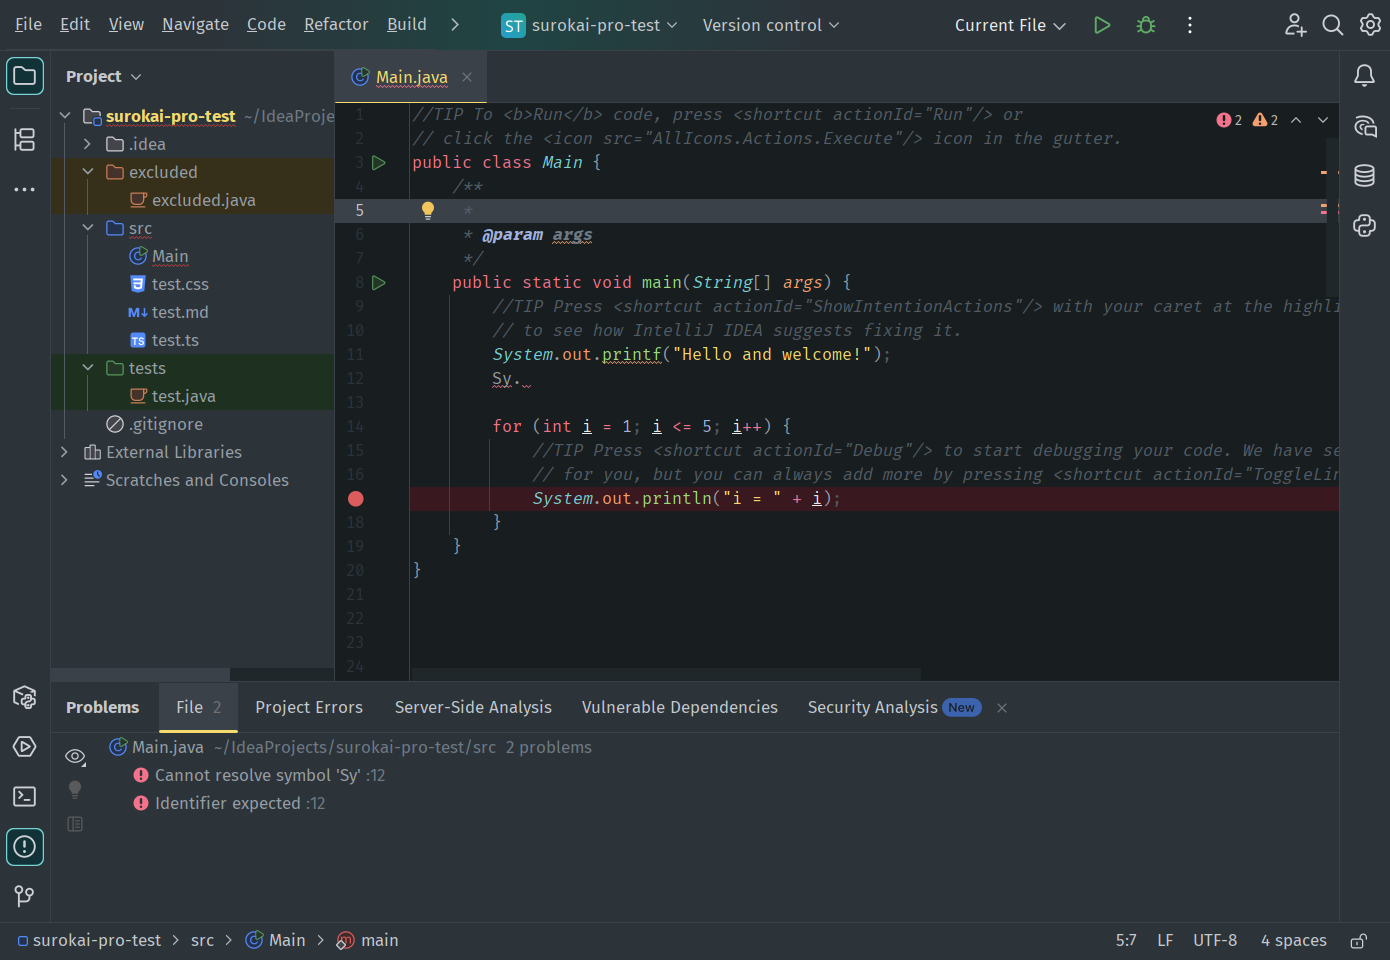 File Edit View Navigate Code Refactor Build ST surokai-pro-test Version control Current File
Project
Main.java
surokai-pro-test ~/IdeaProje
.idea
excluded
excluded.java
src
Main
test.css
M↓ test.md
TS test.ts
tests
test.java
.gitignore
External Libraries
Scratches and Consoles
2 2
1 //TIP To <b>Run</b> code, press <shortcut actionId="Run"/> or
2 // click the <icon src="AllIcons.Actions.Execute"/> icon in the gutter.
3 public class Main {
4 /**
5 *
6 * @param args
7 */
8 public static void main(String[] args) {
9 //TIP Press <shortcut actionId="ShowIntentionActions"/> with your caret at the highli
10 // to see how IntelliJ IDEA suggests fixing it.
11 System.out.printf("Hello and welcome!");
12 Sy.
13
14 for (int i = 1; i <= 5; i++) {
15 //TIP Press <shortcut actionId="Debug"/> to start debugging your code. We have se
16 // for you, but you can always add more by pressing <shortcut actionId="ToggleLin
System.out.println("i = " + i);
18 }
19 }
20 }
21
22
23
24
Problems File 2 Project Errors Server-Side Analysis Vulnerable Dependencies Security Analysis New
Main.java ~/IdeaProjects/surokai-pro-test/src 2 problems
Cannot resolve symbol 'Sy' :12
Identifier expected :12
surokai-pro-test > src > Main > m main 5:7 LF UTF-8 4 spaces